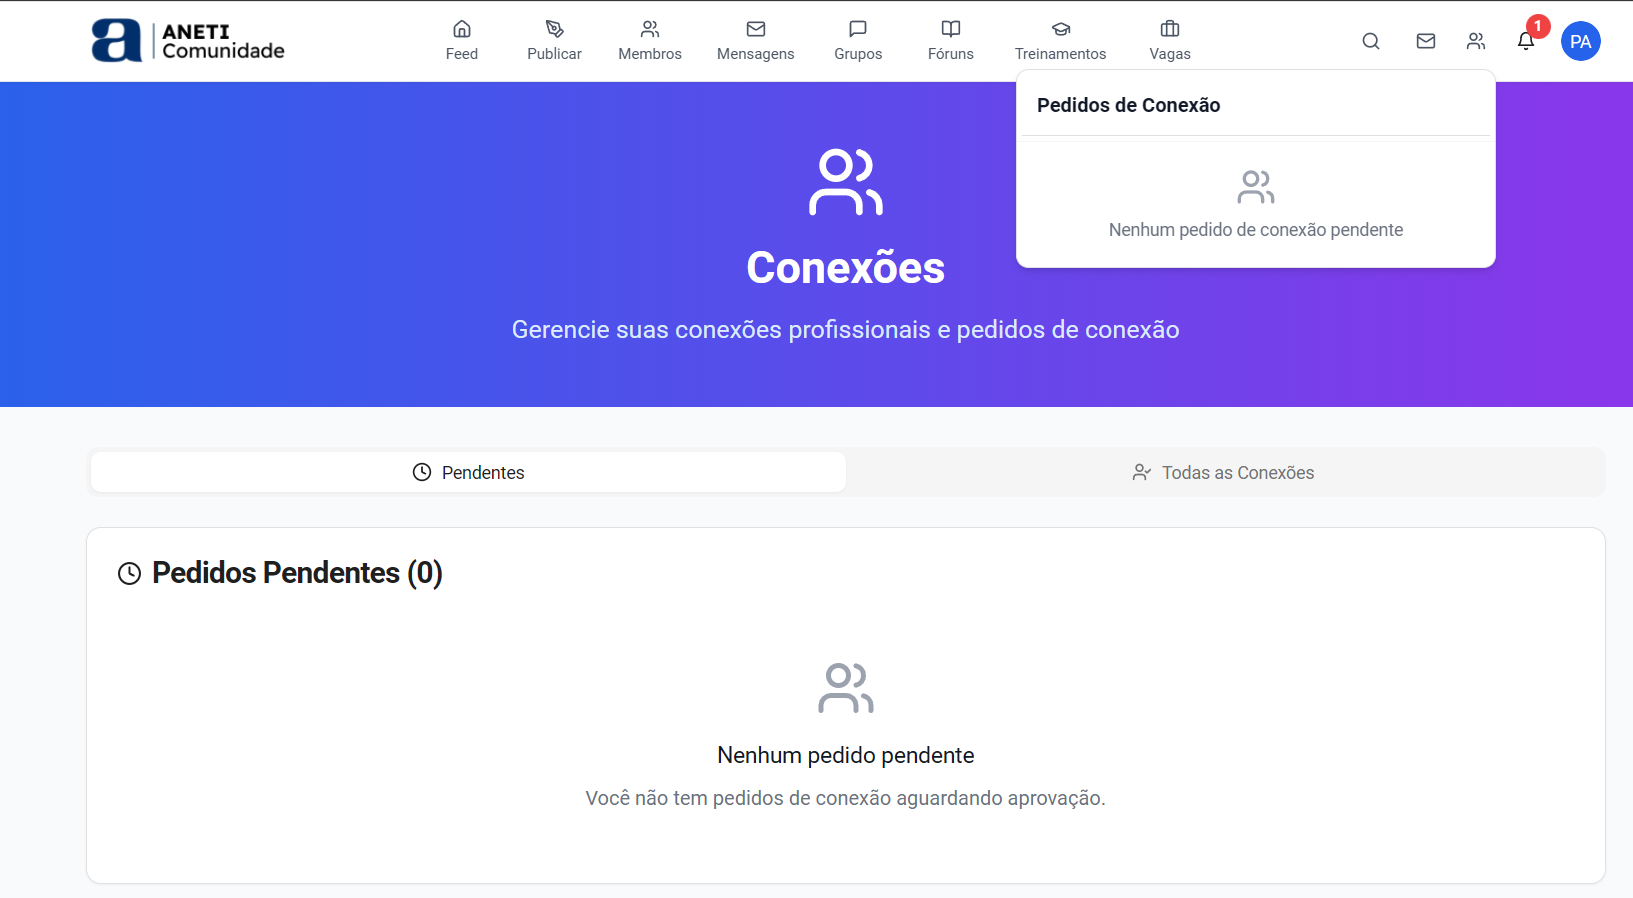 ANETI
Comunidade
Feed
Publicar
Membros
Mensagens
Grupos
Fóruns
Treinamentos
Vagas
1
PA
Pedidos de Conexão
Nenhum pedido de conexão pendente
Conexões
Gerencie suas conexões profissionais e pedidos de conexão
Pendentes
Todas as Conexões
Pedidos Pendentes (0)
Nenhum pedido pendente
Você não tem pedidos de conexão aguardando aprovação.